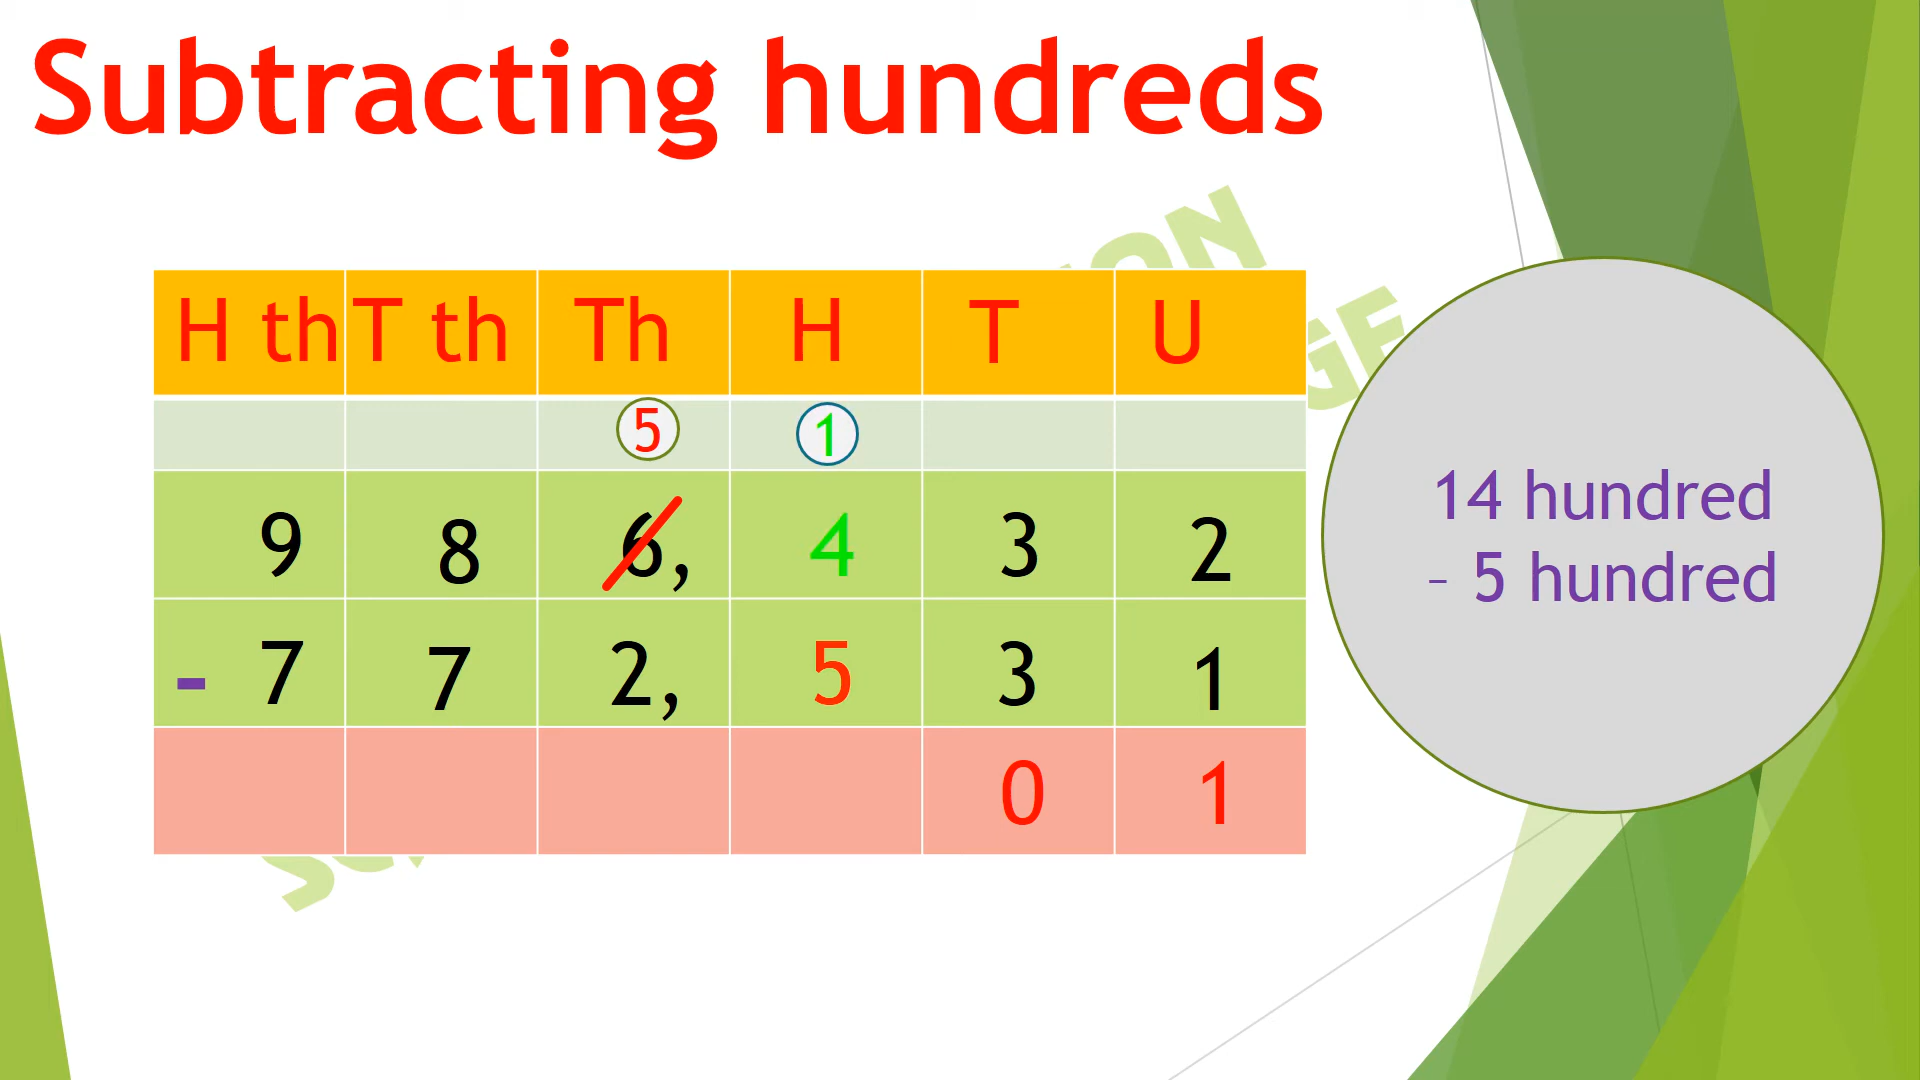 Subtracting hundreds
H th T th Th H T U
5 1
9 8 6, 4 3 2
- 7 7 2, 5 3 1
0 1
14 hundred
- 5 hundred